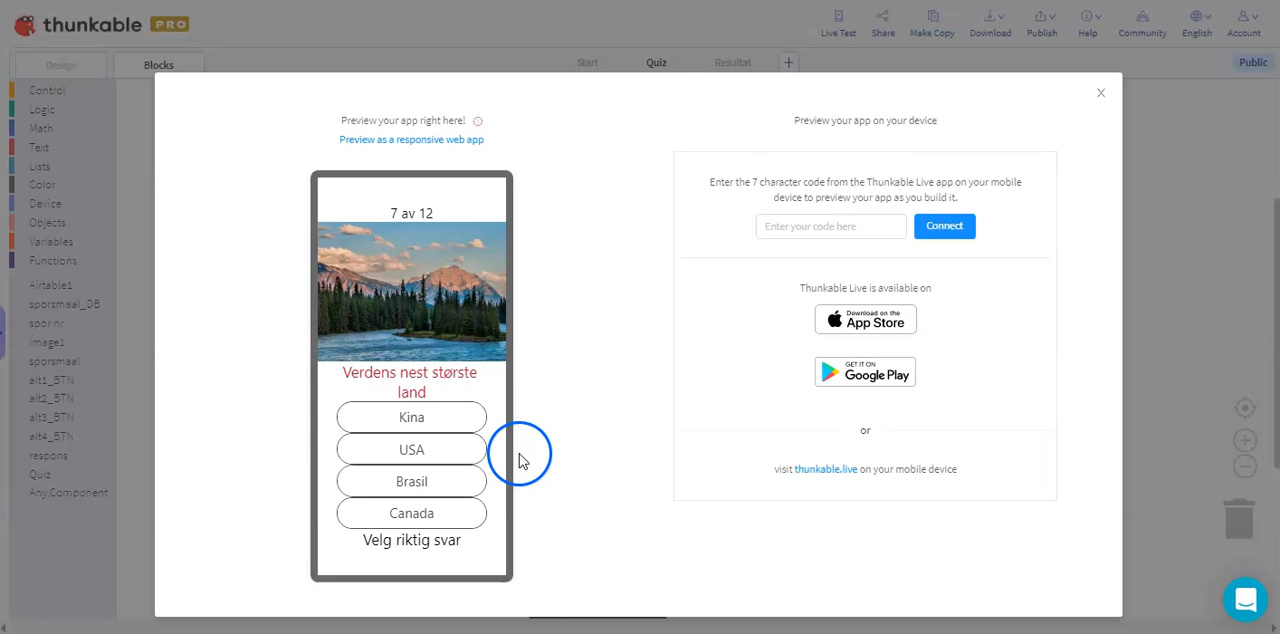 thunkable PRO
Live Test
Share
Make Copy
Download
Publish
Help
Community
English
Account
Design
Blocks
Start
Quiz
Resultat
Public
Control
Logic
Math
Text
Lists
Color
Device
Objects
Variables
Functions
Airtable1
sporsmaal_DB
spor nr
Image1
sporsmaal
alt1_BTN
alt2_BTN
alt3_BTN
alt4_BTN
respons
Quiz
Any Component
Preview your app right here!
Preview as a responsive web app
7 av 12
Verdens nest største
land
Kina
USA
Brasil
Canada
Velg riktig svar
Preview your app on your device
Enter the 7 character code from the Thunkable Live app on your mobile
device to preview your app as you build it.
Enter your code here
Connect
Thunkable Live is available on
Download on the
App Store
GET IT ON
Google Play
or
visit thunkable.live on your mobile device